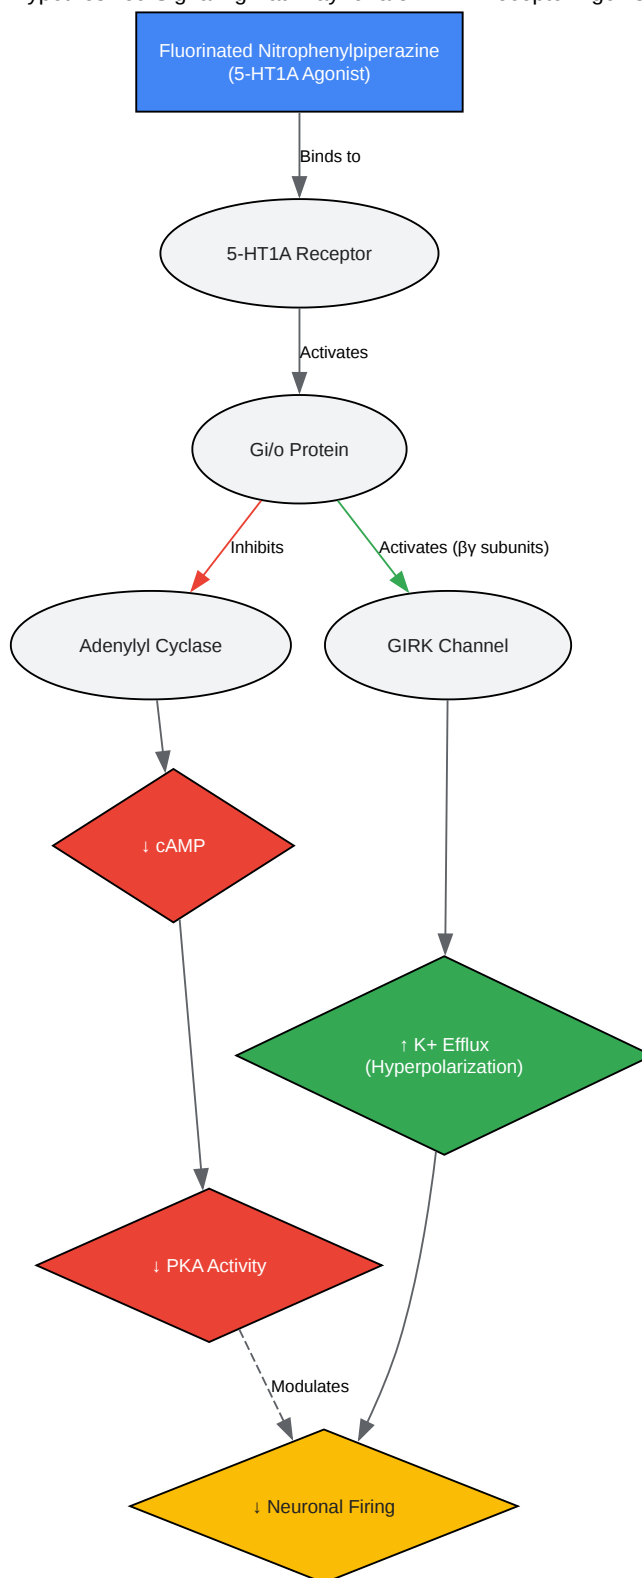 Fluorinated Nitrophenylpiperazine
(5-HT1A Agonist)
Binds to
5-HT1A Receptor
Activates
Gi/o Protein
Inhibits
Activates (βγ subunits)
Adenylyl Cyclase
GIRK Channel
↓ cAMP
↑ K+ Efflux
(Hyperpolarization)
↓ PKA Activity
Modulates
↓ Neuronal Firing